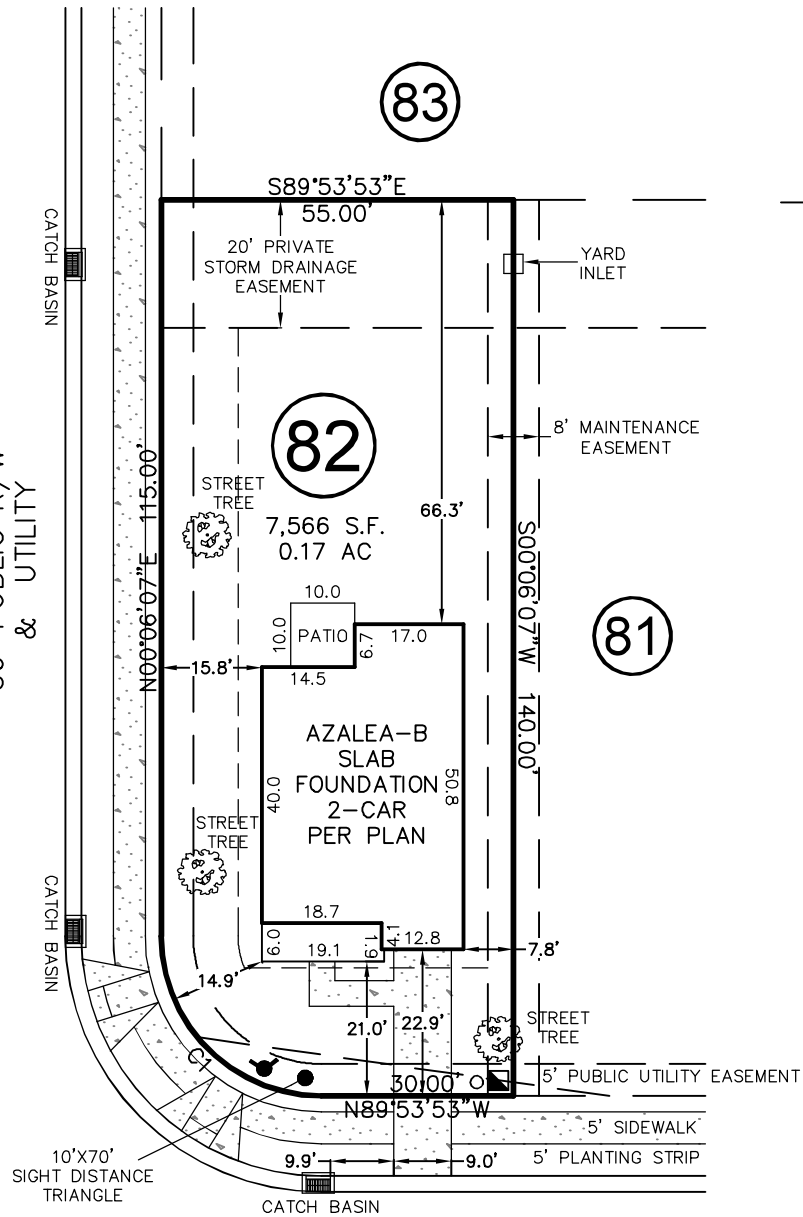 83
S89°53'53"E
55.00'
20' PRIVATE
STORM DRAINAGE
EASEMENT
YARD
INLET
CATCH BASIN
82
8' MAINTENANCE
EASEMENT
N00°06'07"E 115.00'
& UTILITY
STREET
TREE
7,566 S.F.
0.17 AC
66.3'
S00°06'07"W 140.00'
10.0
10.0
PATIO
6.7
17.0
81
15.8'
14.5
AZALEA-B
SLAB
FOUNDATION
2-CAR
PER PLAN
40.0
50.8
STREET
TREE
CATCH BASIN
18.7
6.0
19.1
1.9
4.1
12.8
7.8'
14.9'
21.0'
22.9'
STREET
TREE
C1
30.00'
5' PUBLIC UTILITY EASEMENT
N89°53'53"W
5' SIDEWALK
10'X70'
SIGHT DISTANCE
TRIANGLE
9.9'
9.0'
5' PLANTING STRIP
CATCH BASIN